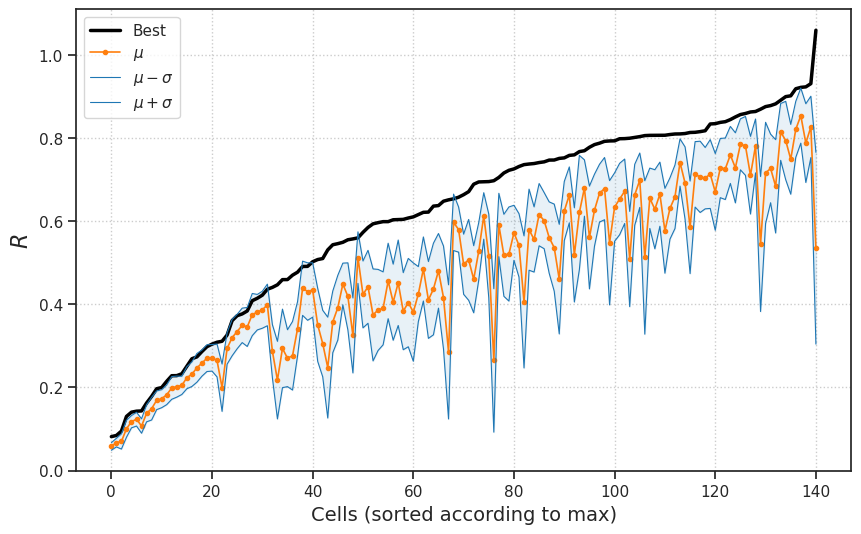 Best
μ
μ − σ
μ + σ
R
1.0
0.8
0.6
0.4
0.2
0.0
0 20 40 60 80 100 120 140
Cells (sorted according to max)